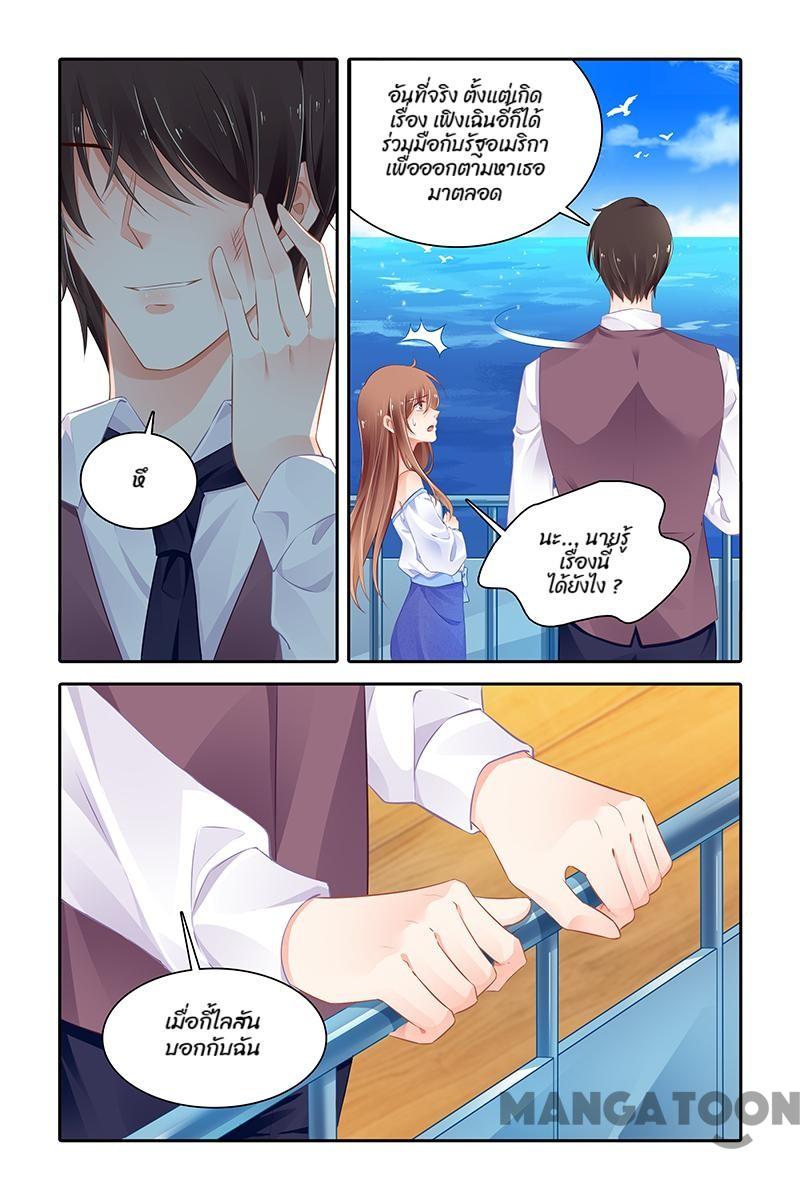 หึ
อันที่จริง ตั้งแต่เกิด
เรื่อง เฟิงเฉินอี้ก็ได้
ร่วมมือกับรัฐอเมริกา
เพื่อออกตามหาเธอ
มาตลอด
นะ... นายรู้
เรื่องนี้
ได้ยังไง ?
เมื่อกี้ไลสัน
บอกกับฉัน
MANGATOON